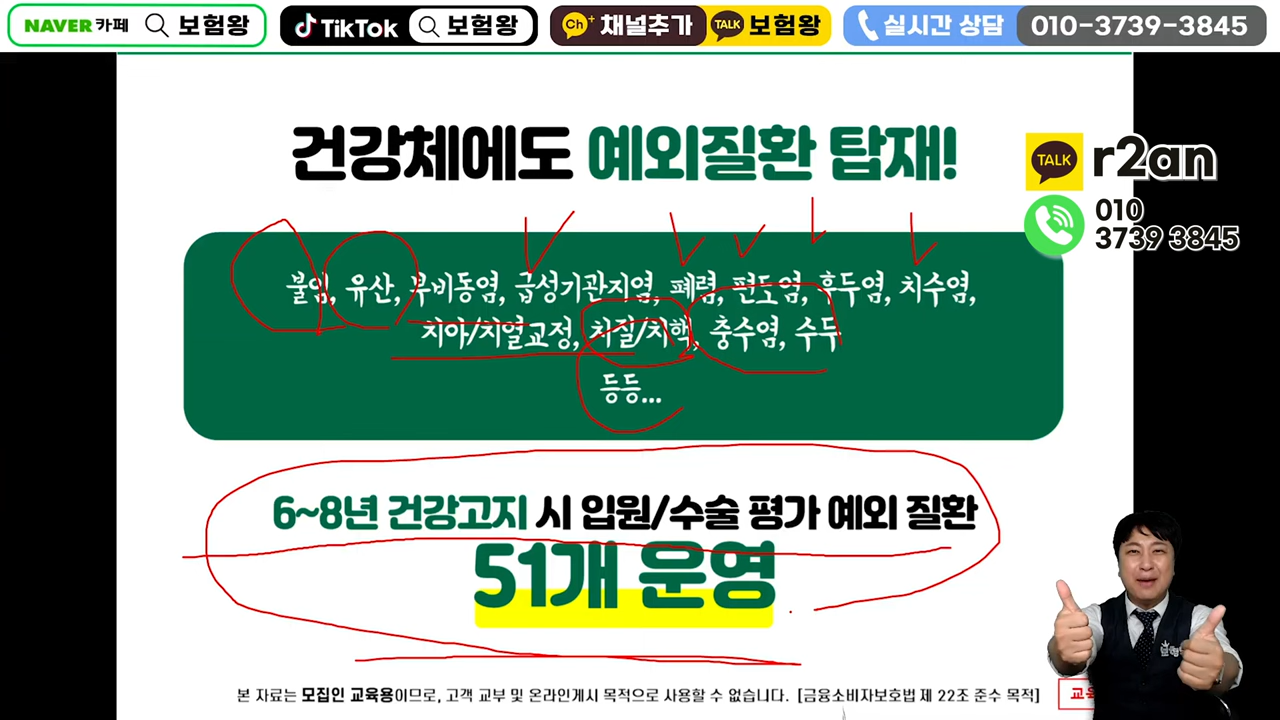 NAVER 카페 보험왕 TikTok 보험왕 Ch+ 채널추가 TALK 보험왕 실시간 상담 010-3739-3845
건강체에도 예외질환 탑재!
TALK r2an
010
3739 3845
불임, 유산, 부비동염, 급성기관지염, 폐렴, 편도염, 후두염, 치수염,
치아/치열교정, 치질/치핵, 충수염, 수두
등등...
6~8년 건강고지 시 입원/수술 평가 예외 질환
51개 운영
본 자료는 모집인 교육용이므로, 고객 교부 및 온라인게시 목적으로 사용할 수 없습니다. [금융소비자보호법 제 22조 준수 목적]